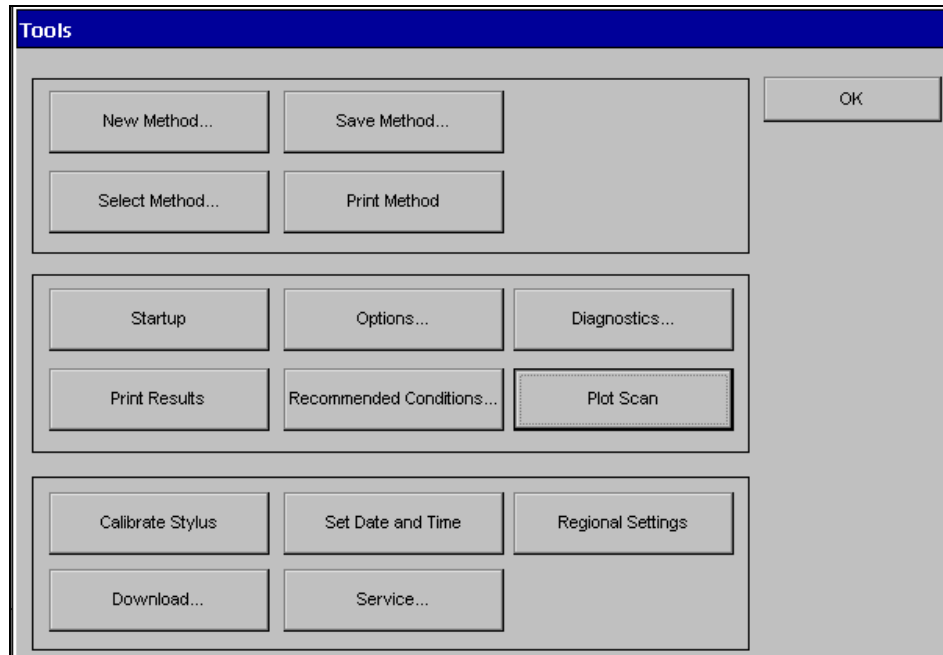 Tools
OK
New Method...
Save Method...
Select Method...
Print Method
Startup
Options...
Diagnostics...
Print Results
Recommended Conditions...
Plot Scan
Calibrate Stylus
Set Date and Time
Regional Settings
Download...
Service...